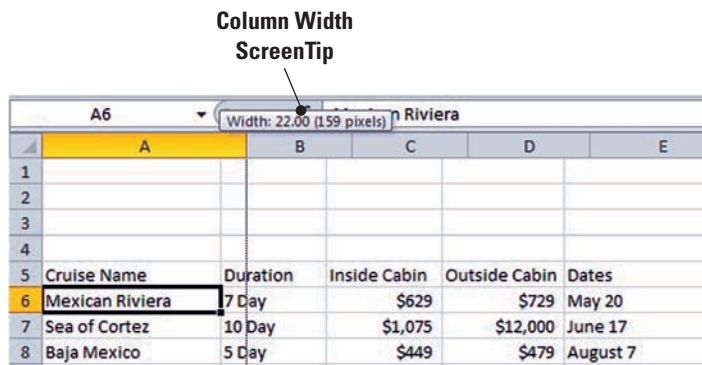 Column Width
ScreenTip
A6 Width: 22.00 (159 pixels) n Riviera
A B C D E
1
2
3
4
5 Cruise Name Duration Inside Cabin Outside Cabin Dates
6 Mexican Riviera 7 Day $629 $729 May 20
7 Sea of Cortez 10 Day $1,075 $12,000 June 17
8 Baja Mexico 5 Day $449 $479 August 7